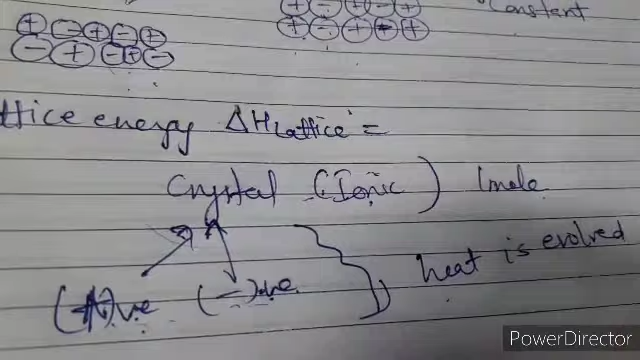 Constant
ttice energy ΔHLattice =
Crystal (Ionic) 1mole
(+)ve (-)ve heat is evolved
PowerDirector